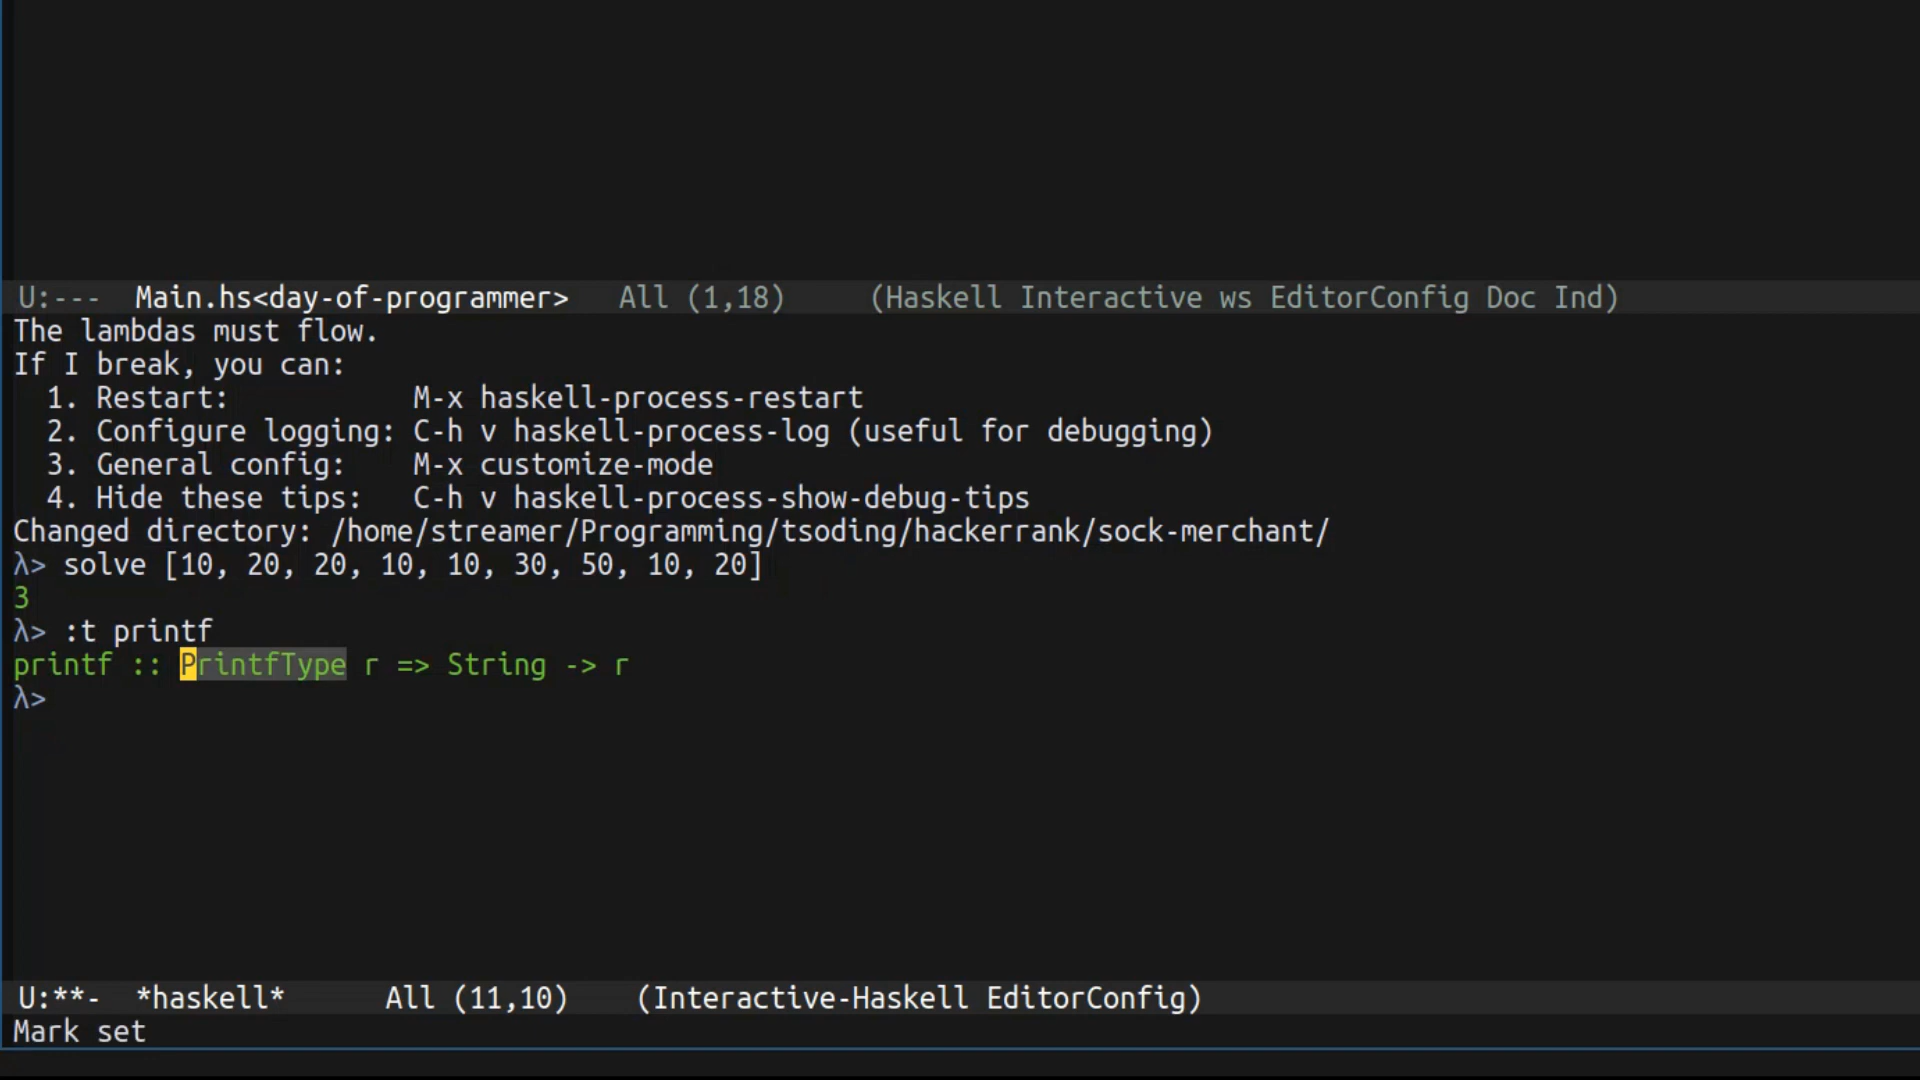 U:---  Main.hs<day-of-programmer>   All (1,18)     (Haskell Interactive ws EditorConfig Doc Ind)
The lambdas must flow.
If I break, you can:
  1. Restart:           M-x haskell-process-restart
  2. Configure logging: C-h v haskell-process-log (useful for debugging)
  3. General config:    M-x customize-mode
  4. Hide these tips:   C-h v haskell-process-show-debug-tips
Changed directory: /home/streamer/Programming/tsoding/hackerrank/sock-merchant/
λ> solve [10, 20, 20, 10, 10, 30, 50, 10, 20]
3
λ> :t printf
printf :: PrintfType r => String -> r
λ>
U:**-  *haskell*      All (11,10)    (Interactive-Haskell EditorConfig)
Mark set